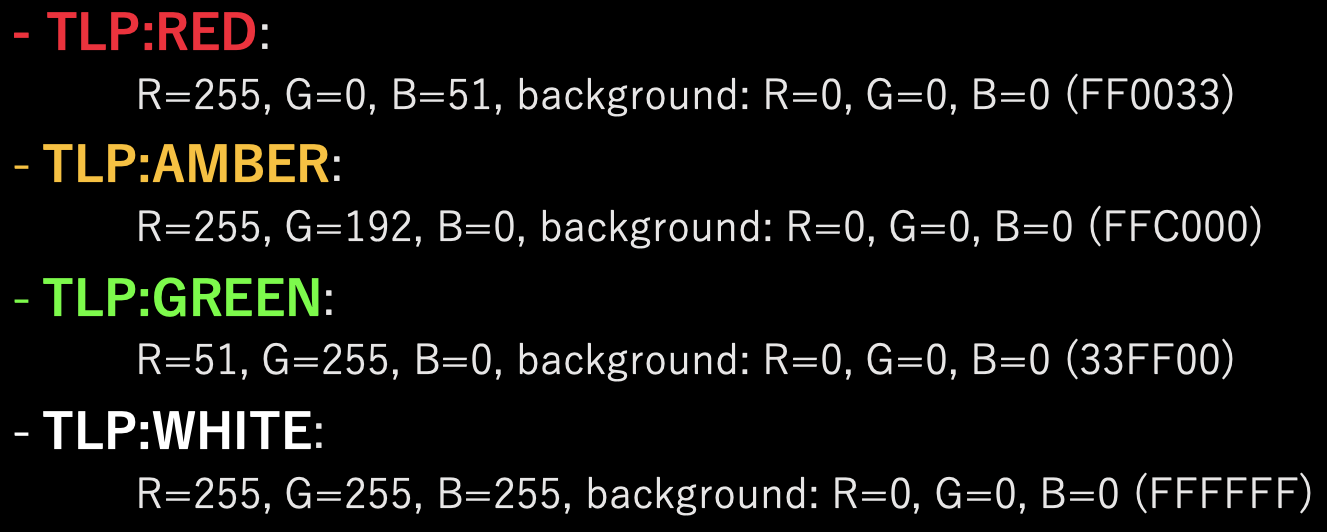 - TLP:RED:
R=255, G=0, B=51, background: R=0, G=0, B=0 (FF0033)
- TLP:AMBER:
R=255, G=192, B=0, background: R=0, G=0, B=0 (FFC000)
- TLP:GREEN:
R=51, G=255, B=0, background: R=0, G=0, B=0 (33FF00)
- TLP:WHITE:
R=255, G=255, B=255, background: R=0, G=0, B=0 (FFFFFF)